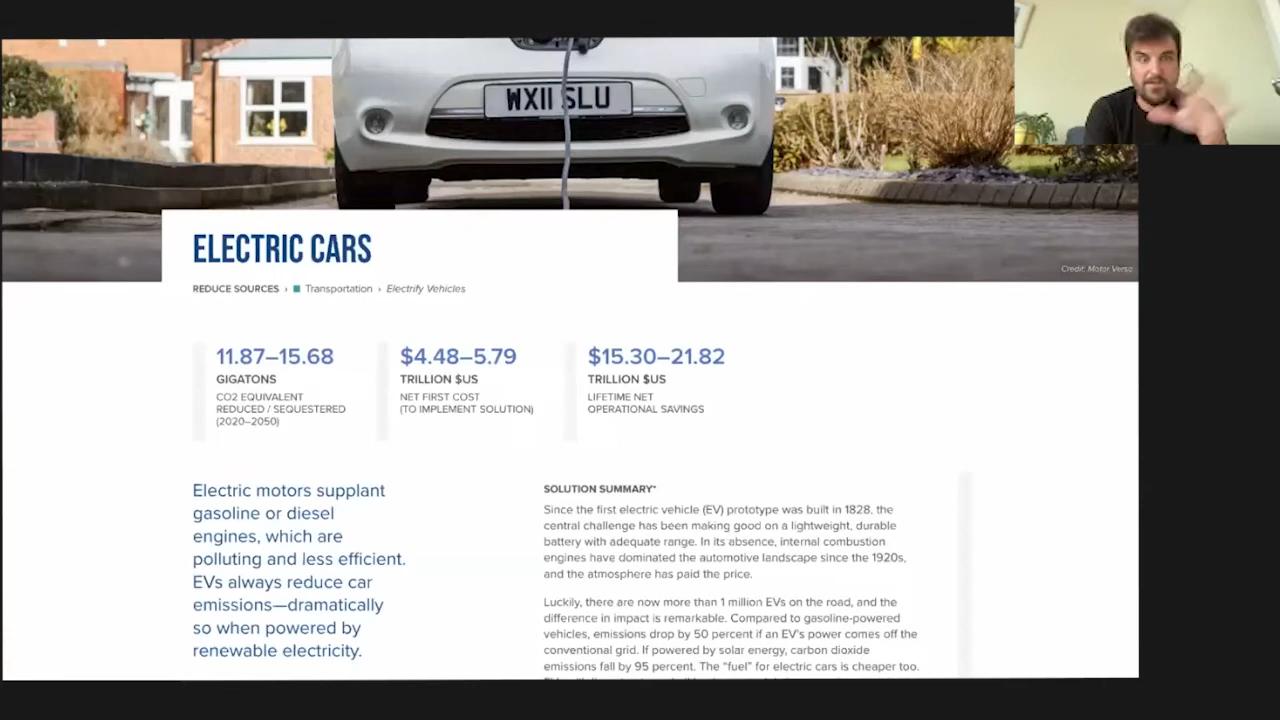 WX11 SLU
Credit: Motor Verso
ELECTRIC CARS
REDUCE SOURCES › Transportation › Electrify Vehicles
11.87–15.68
GIGATONS
CO2 EQUIVALENT
REDUCED / SEQUESTERED
(2020–2050)
$4.48–5.79
TRILLION $US
NET FIRST COST
(TO IMPLEMENT SOLUTION)
$15.30–21.82
TRILLION $US
LIFETIME NET
OPERATIONAL SAVINGS
Electric motors supplant
gasoline or diesel
engines, which are
polluting and less efficient.
EVs always reduce car
emissions—dramatically
so when powered by
renewable electricity.
SOLUTION SUMMARY*
Since the first electric vehicle (EV) prototype was built in 1828, the
central challenge has been making good on a lightweight, durable
battery with adequate range. In its absence, internal combustion
engines have dominated the automotive landscape since the 1920s,
and the atmosphere has paid the price.
Luckily, there are now more than 1 million EVs on the road, and the
difference in impact is remarkable. Compared to gasoline-powered
vehicles, emissions drop by 50 percent if an EV's power comes off the
conventional grid. If powered by solar energy, carbon dioxide
emissions fall by 95 percent. The "fuel" for electric cars is cheaper too.